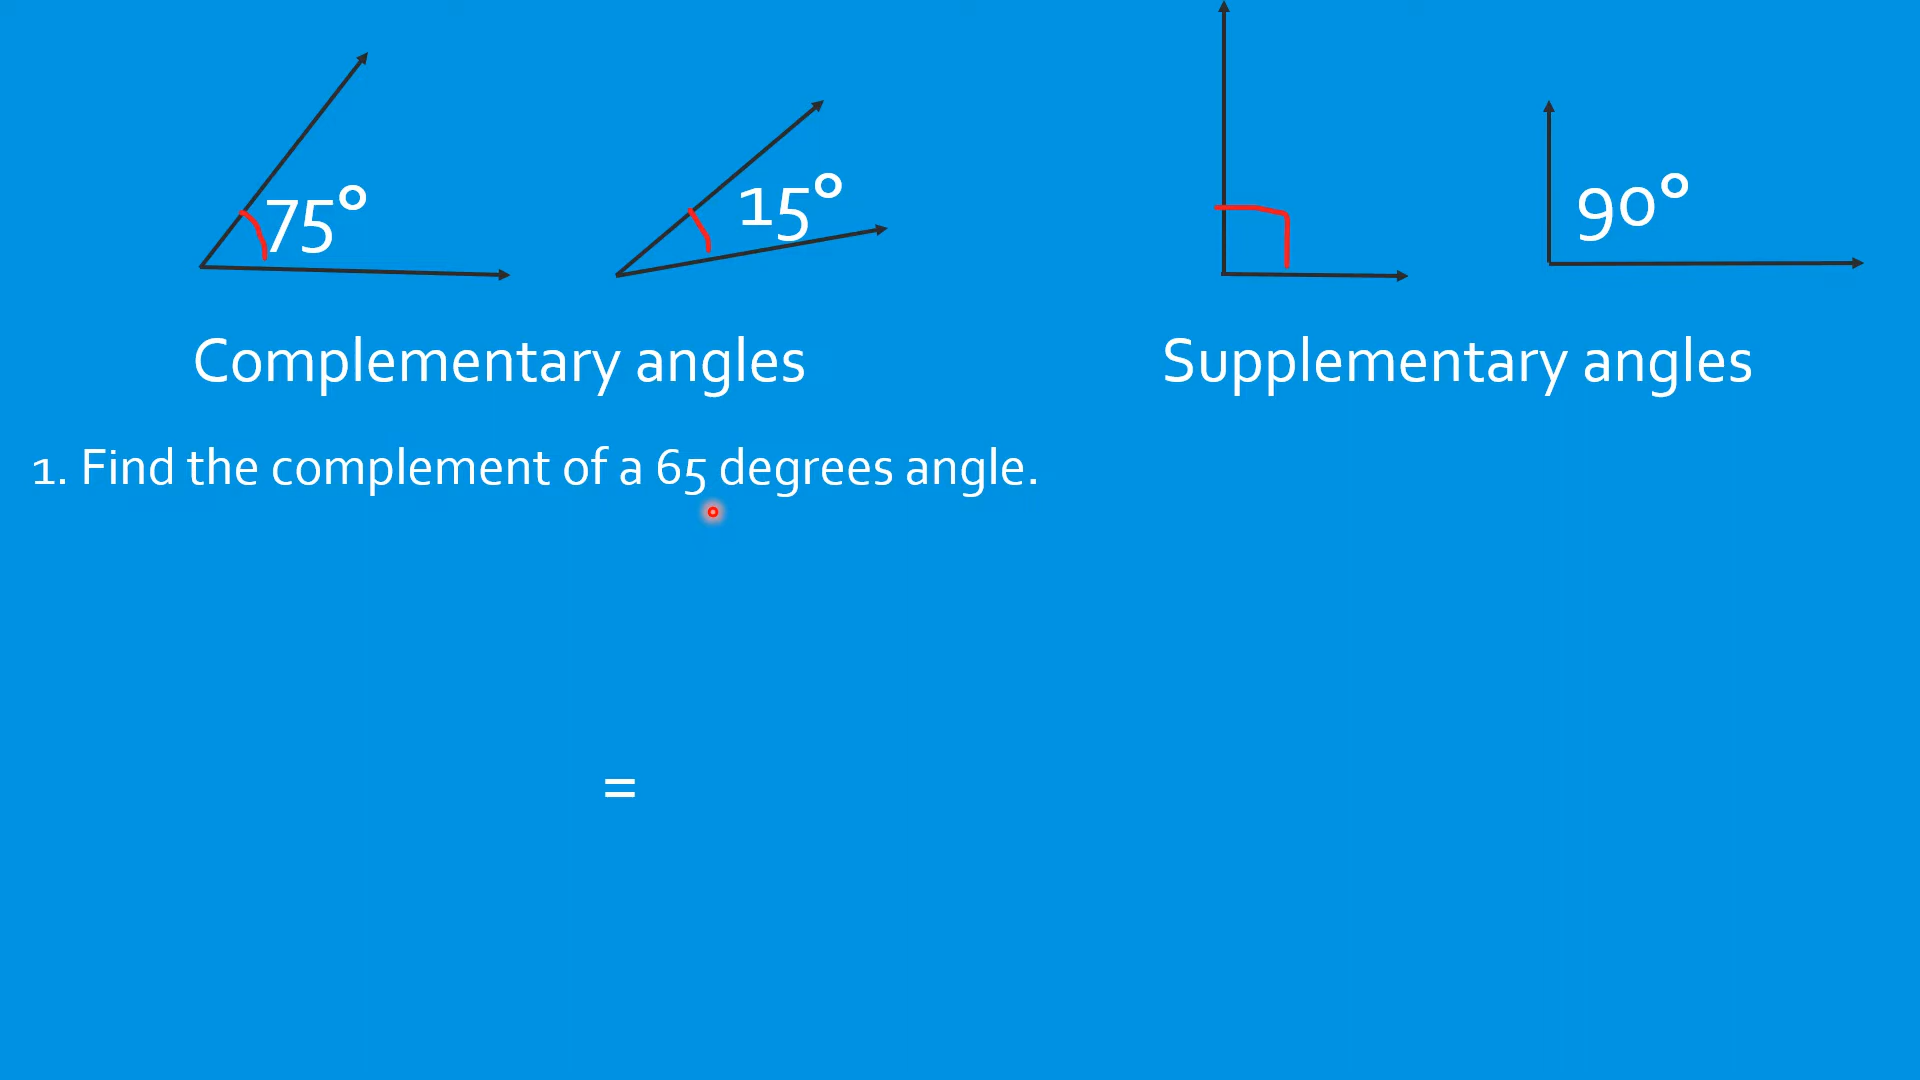 75°
15°
90°
Complementary angles
Supplementary angles
1. Find the complement of a 65 degrees angle.
=